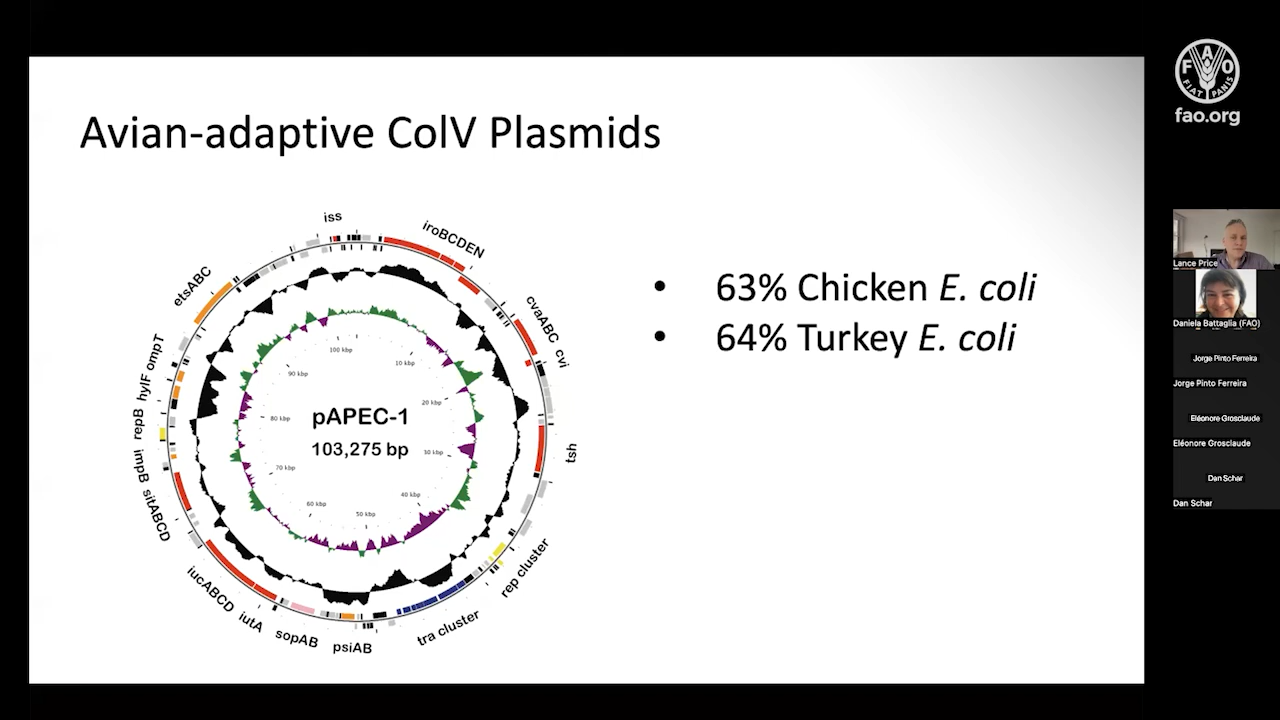 Avian-adaptive ColV Plasmids
iss
iroBCDEN
cvaABC
cvi
tsh
rep cluster
tra cluster
psiAB
sopAB
iutA
iucABCD
sitABCD
impB
repB
hylF
ompT
etsABC
100 kbp
10 kbp
20 kbp
30 kbp
40 kbp
50 kbp
60 kbp
70 kbp
80 kbp
90 kbp
pAPEC-1
103,275 bp
• 63% Chicken E. coli
• 64% Turkey E. coli
FAO
FIAT PANIS
fao.org
Lance Price
Daniela Battaglia (FAO)
Jorge Pinto Ferreira
Jorge Pinto Ferreira
Eléonore Grosclaude
Eléonore Grosclaude
Dan Schar
Dan Schar